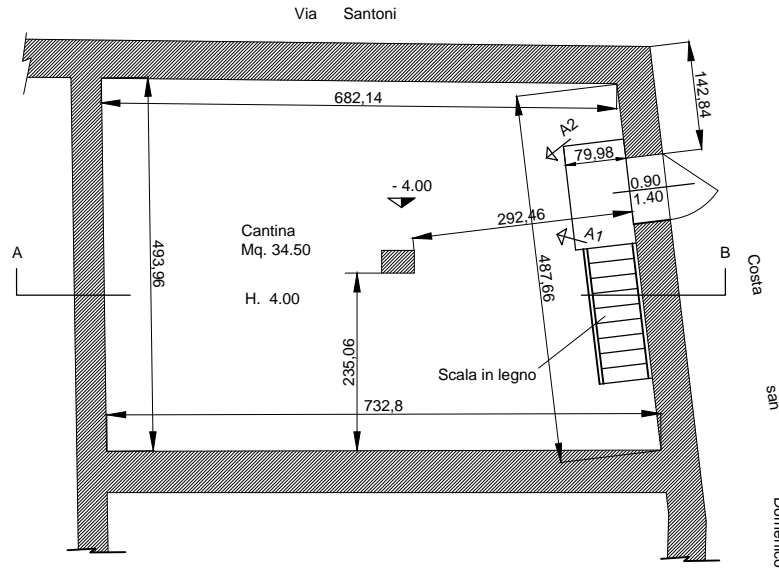 Via Santoni
682,14
142,84
A2
79,98
- 4.00
0.90
1.40
292,46
Cantina
Mq. 34.50
493,96
A1
487,66
A
B
Costa
H. 4.00
235,06
Scala in legno
732,8
san
Domenico